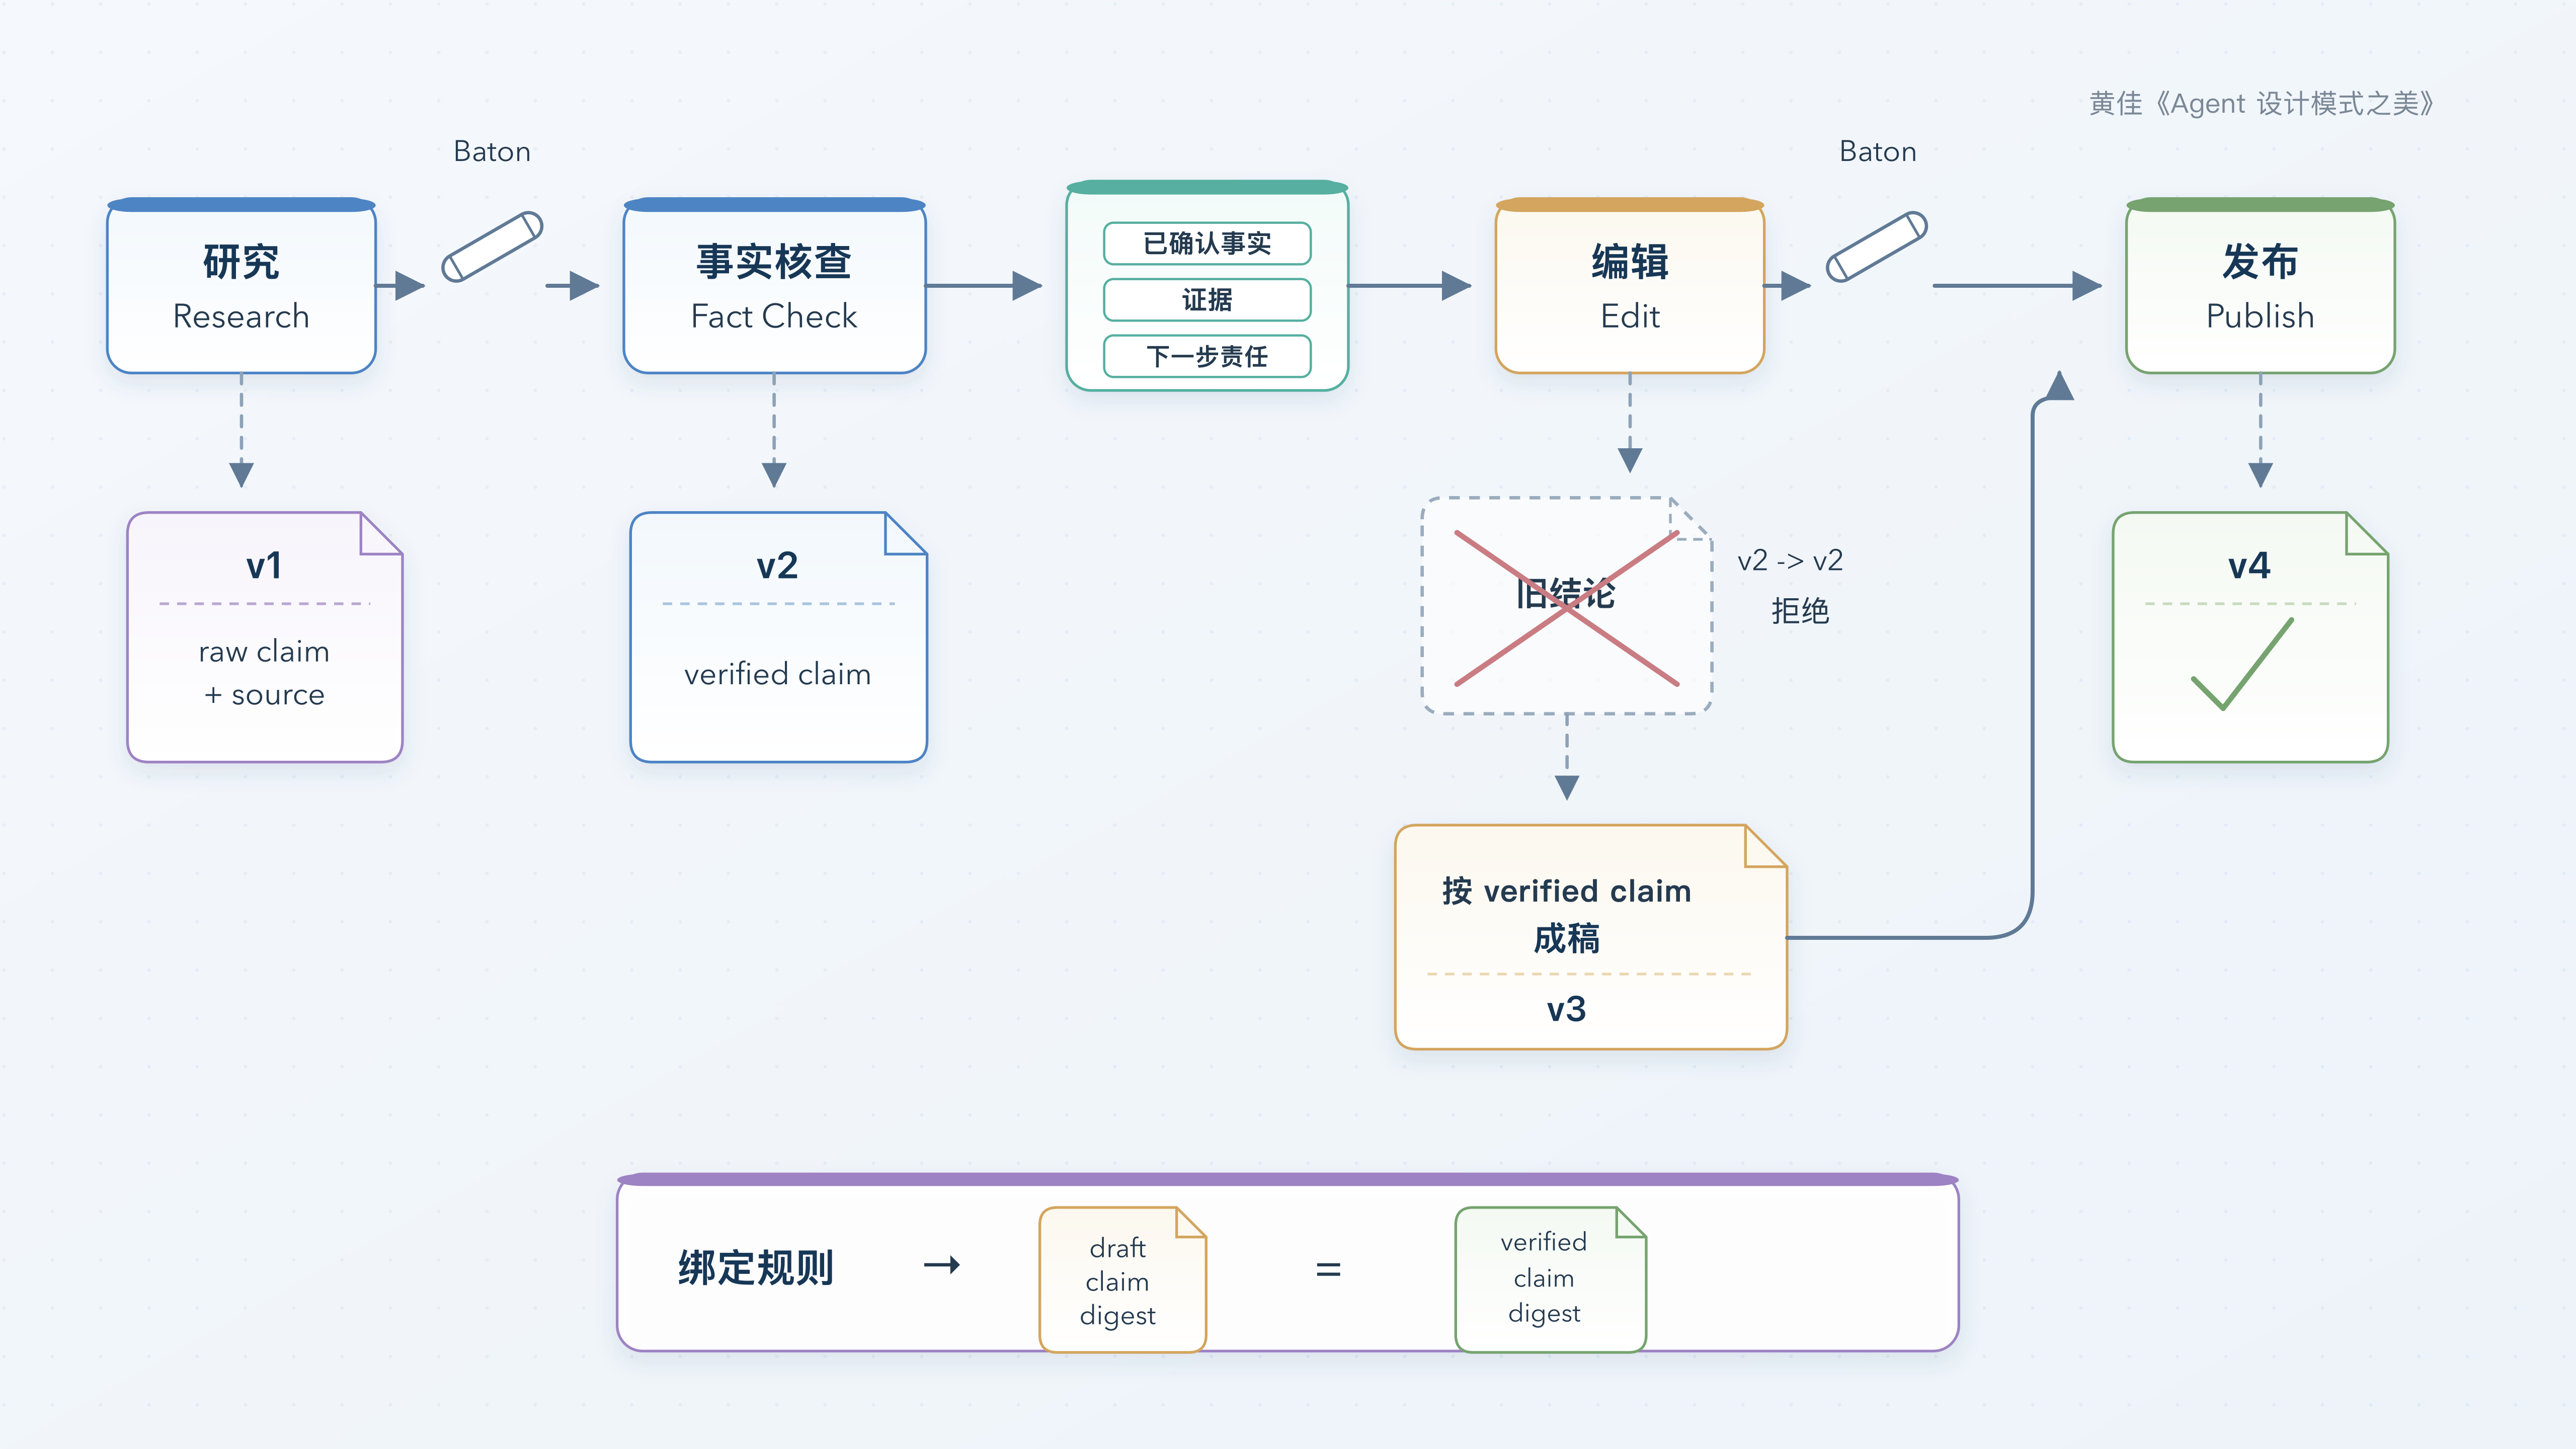 黄佳《Agent 设计模式之美》
Baton
Baton
研究
Research
事实核查
Fact Check
已确认事实
证据
下一步责任
编辑
Edit
发布
Publish
v1
raw claim
+ source
v2
verified claim
旧结论
v2 -> v2
拒绝
v4
按 verified claim
成稿
v3
绑定规则
→
draft
claim
digest
=
verified
claim
digest